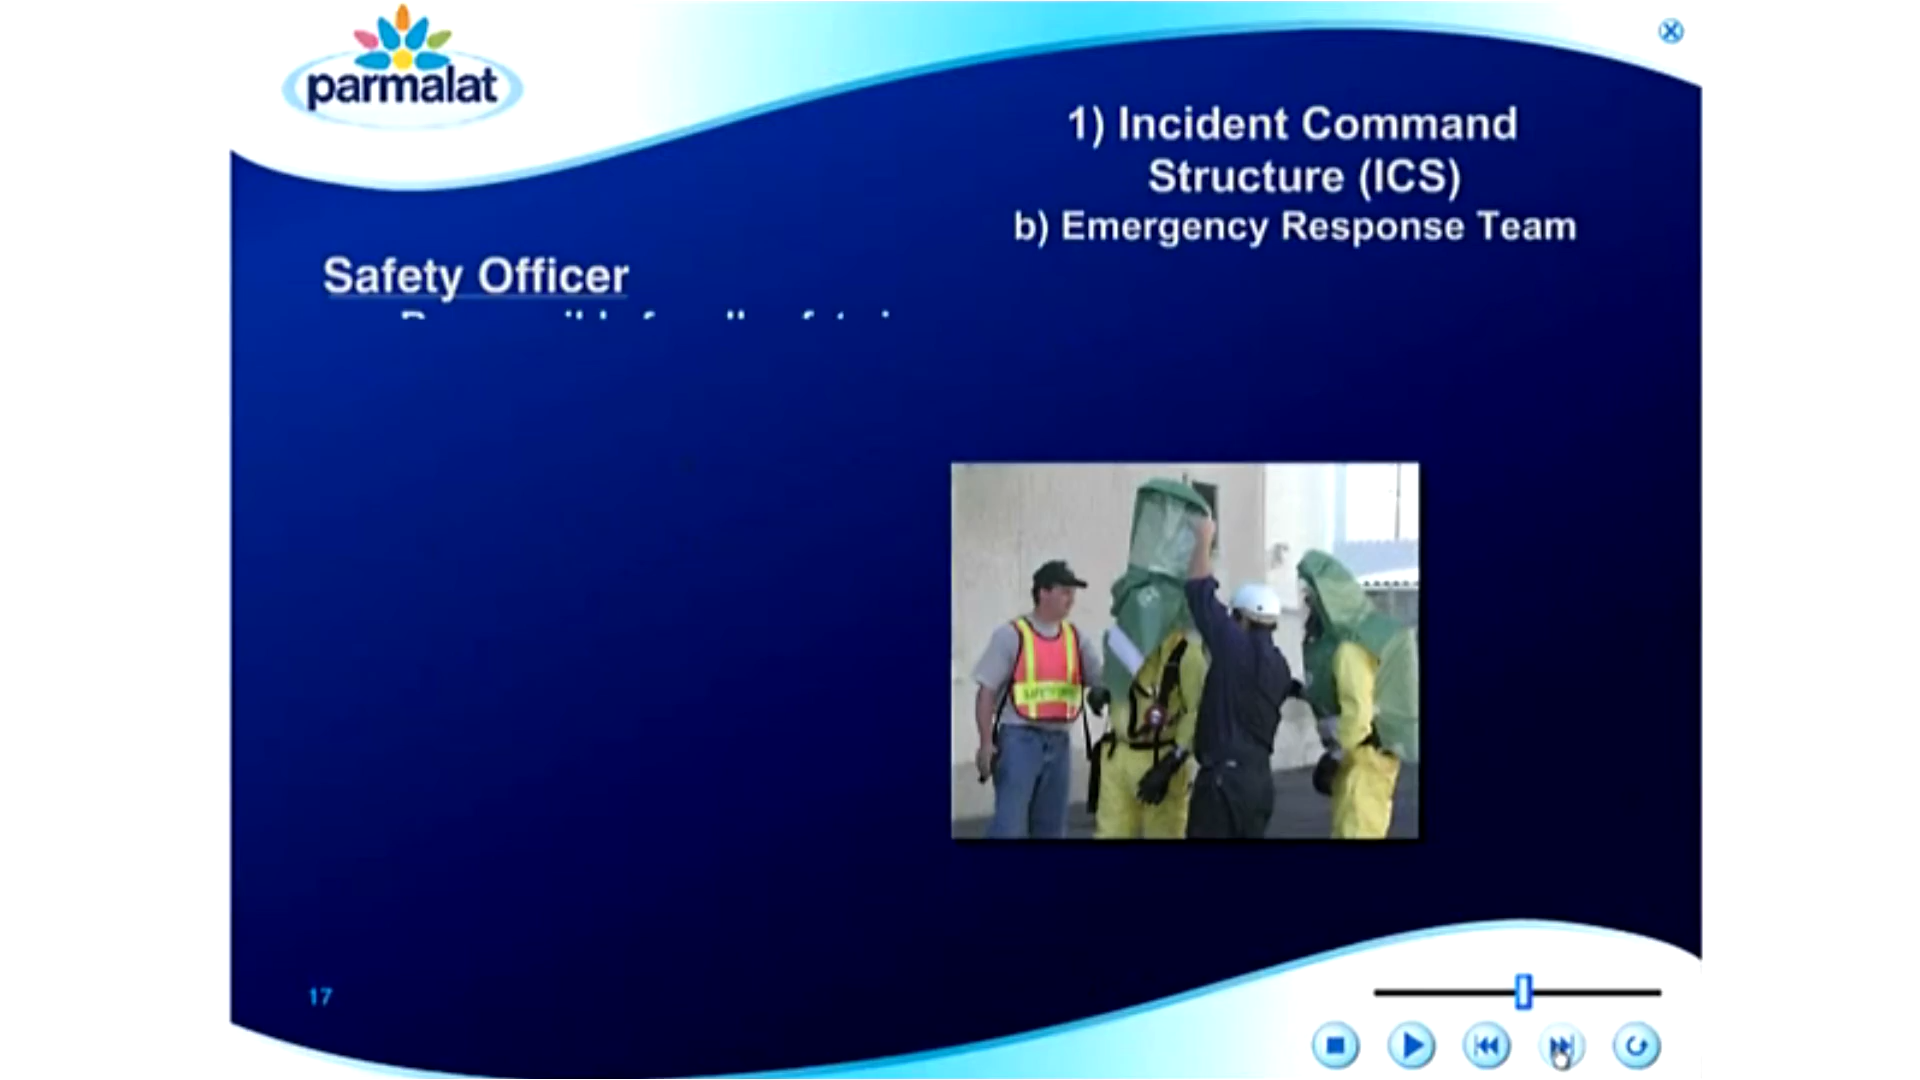 parmalat
1) Incident Command
Structure (ICS)
b) Emergency Response Team
Safety Officer
17